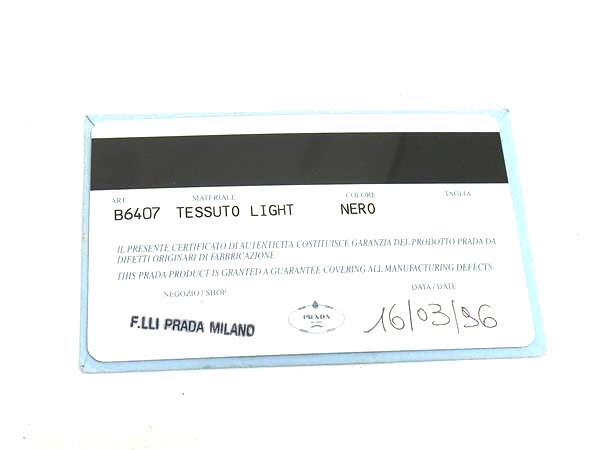 ART. MATERIALE COLORE TAGLIA
B6407 TESSUTO LIGHT NERO
IL PRESENTE CERTIFICATO DI AUTENTICITA COSTITUISCE GARANZIA DEL PRODOTTO PRADA DA
DIFETTI ORIGINARI DI FABBRICAZIONE.
THIS PRADA PRODUCT IS GRANTED A GUARANTEE COVERING ALL MANUFACTURING DEFECTS.
NEGOZIO / SHOP DATA / DATE
F.LLI PRADA MILANO PRADA 16/03/96